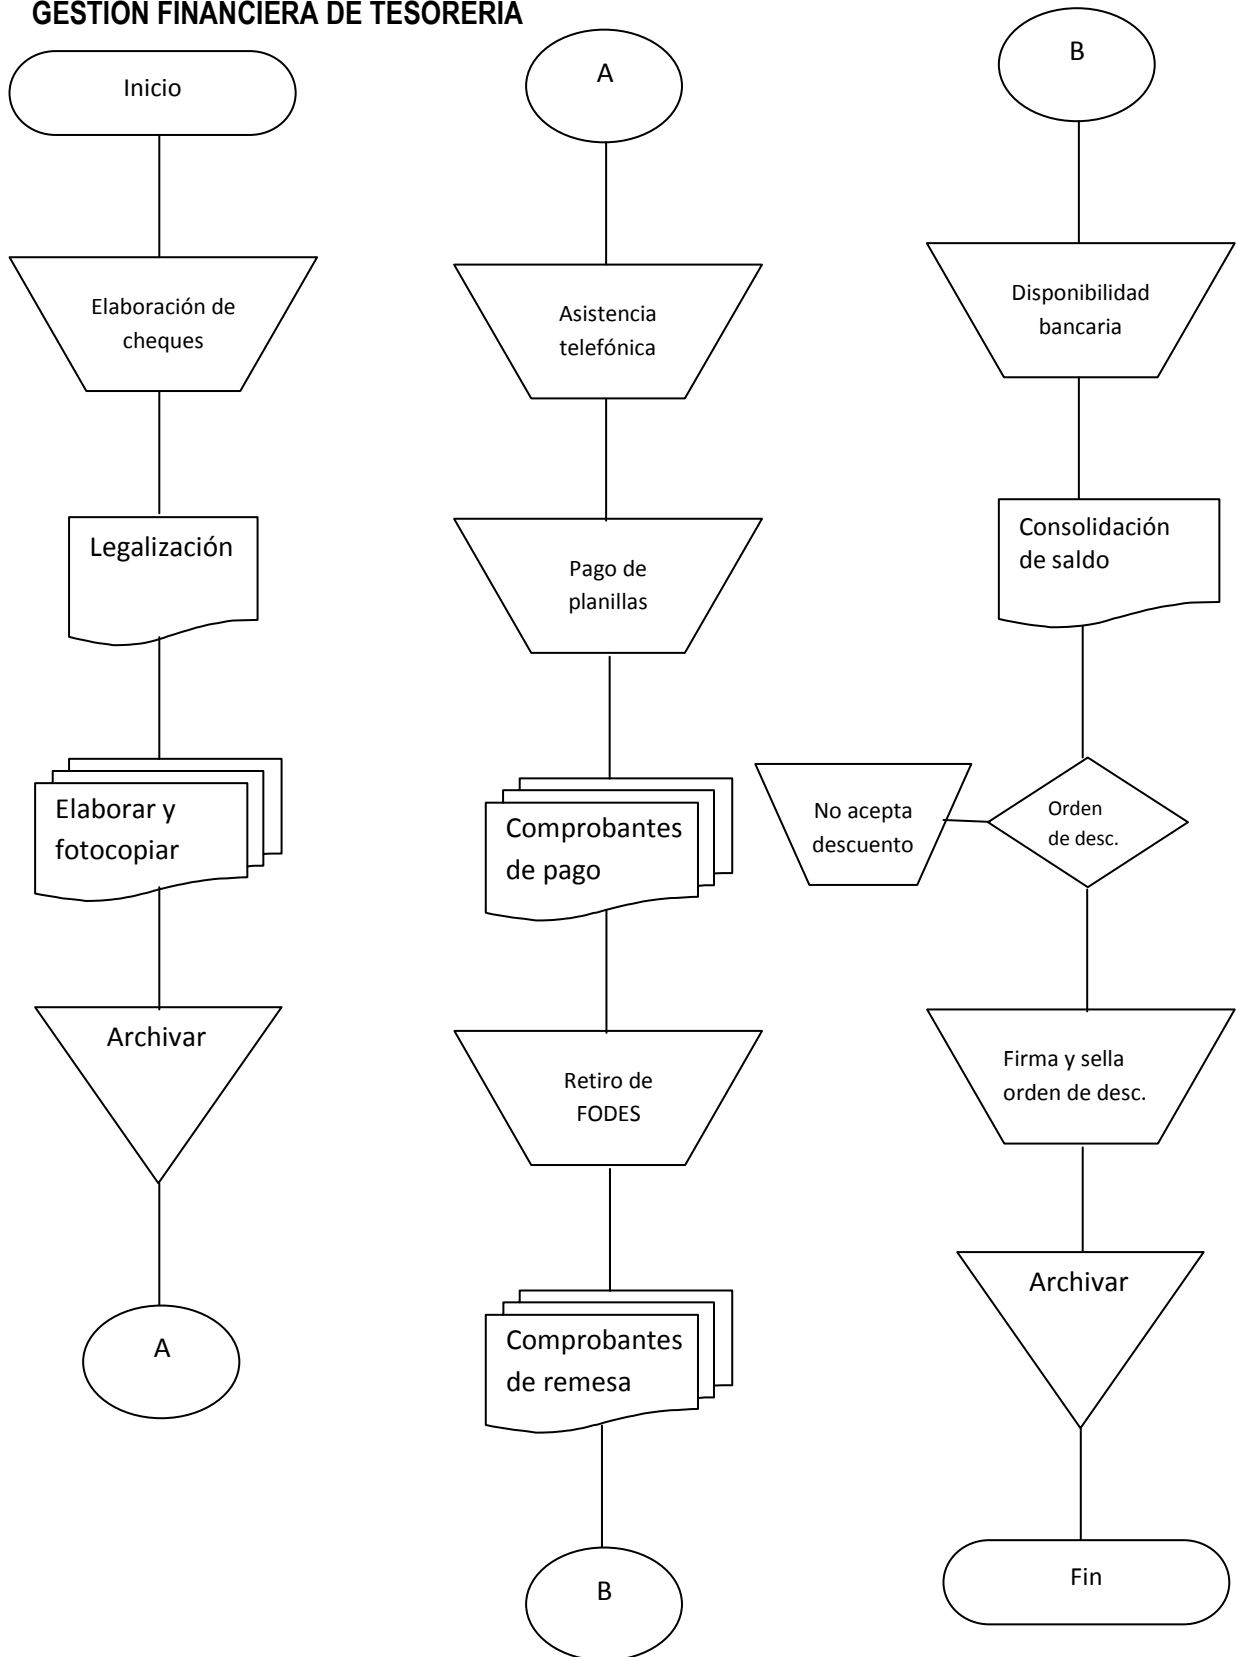 GESTION FINANCIERA DE TESORERIA
Inicio
Elaboración de
cheques
Legalización
Elaborar y
fotocopiar
Archivar
A
A
Asistencia
telefónica
Pago de
planillas
Comprobantes
de pago
Retiro de
FODES
Comprobantes
de remesa
B
B
Disponibilidad
bancaria
Consolidación
de saldo
Orden
de desc.
No acepta
descuento
Firma y sella
orden de desc.
Archivar
Fin